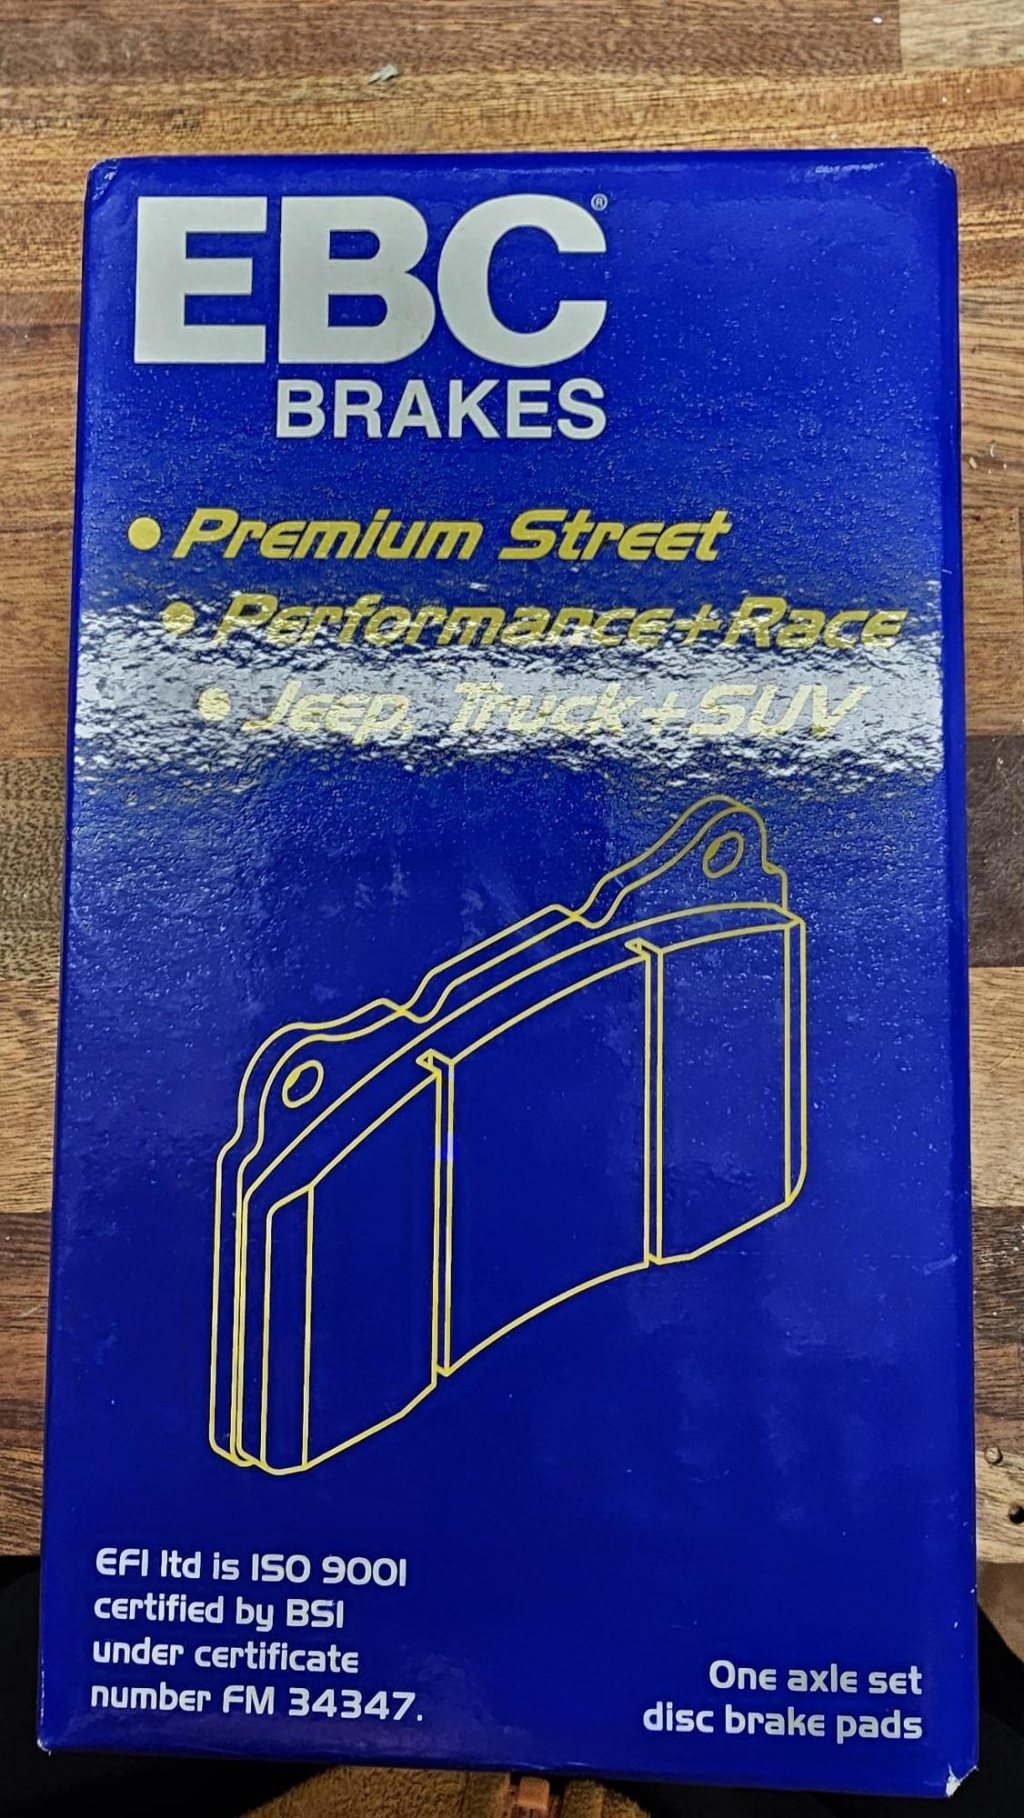 EBC®
BRAKES
• Premium Street
• Performance+Race
• Jeep, Truck+SUV
EFI ltd is ISO 9001
certified by BSI
under certificate
number FM 34347.
One axle set
disc brake pads